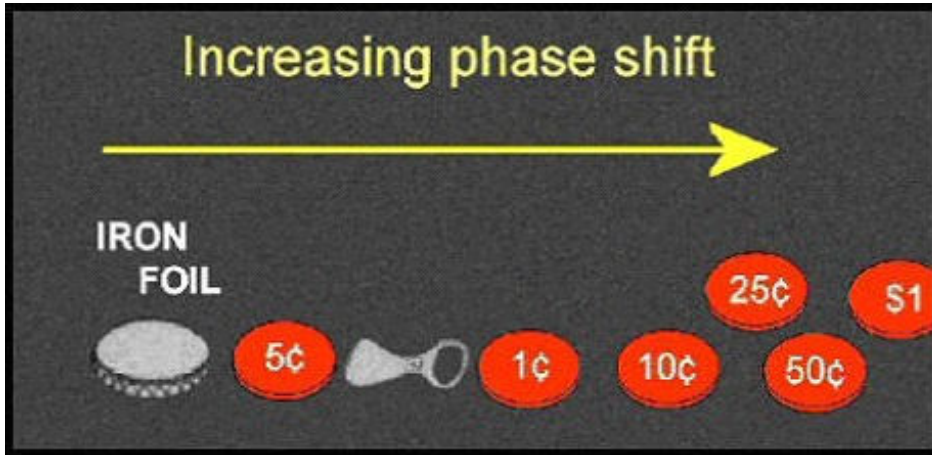 Increasing phase shift
IRON
FOIL
25¢
$1
5¢
1¢
10¢
50¢